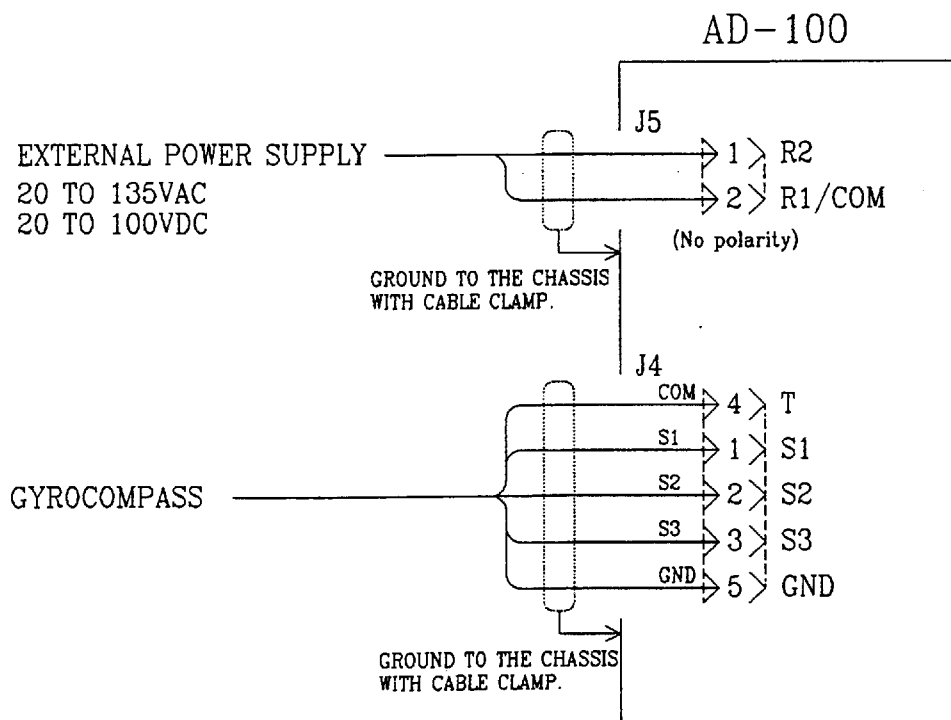 AD-100
J5
EXTERNAL POWER SUPPLY
20 TO 135VAC
20 TO 100VDC
1 R2
2 R1/COM
(No polarity)
GROUND TO THE CHASSIS
WITH CABLE CLAMP.
J4
COM 4 T
S1 1 S1
GYROCOMPASS
S2 2 S2
S3 3 S3
GND 5 GND
GROUND TO THE CHASSIS
WITH CABLE CLAMP.